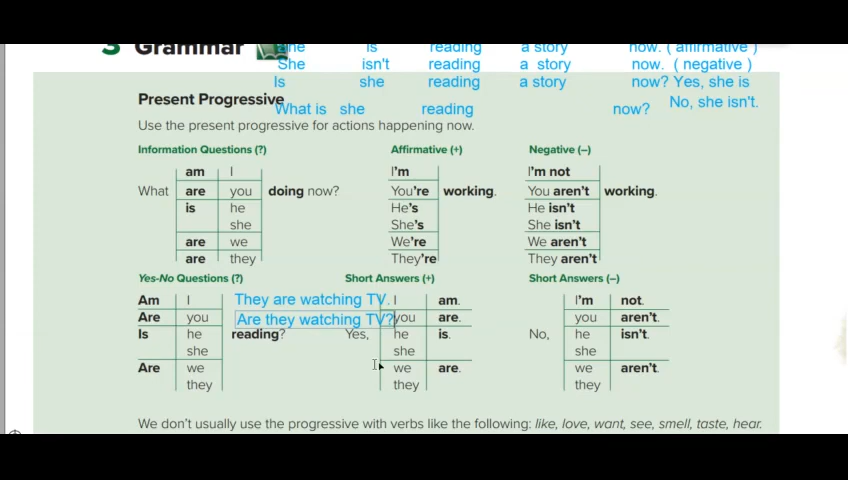 3 Grammar
She is reading a story now. ( affirmative )
She isn't reading a story now. ( negative )
Is she reading a story now? Yes, she is
No, she isn't.
What is she reading now?
Present Progressive
Use the present progressive for actions happening now.
Information Questions (?) Affirmative (+) Negative (–)
am I I'm I'm not
What are you doing now? You're working. You aren't working.
is he He's He isn't
she She's She isn't
are we We're We aren't
are they They're They aren't
Yes-No Questions (?) Short Answers (+) Short Answers (–)
Am I They are watching TV. I am. I'm not.
Are you Are they watching TV? you are. you aren't.
Is he reading? Yes, he is. No, he isn't.
she she she
Are we we are. we aren't.
they they they
We don't usually use the progressive with verbs like the following: like, love, want, see, smell, taste, hear.